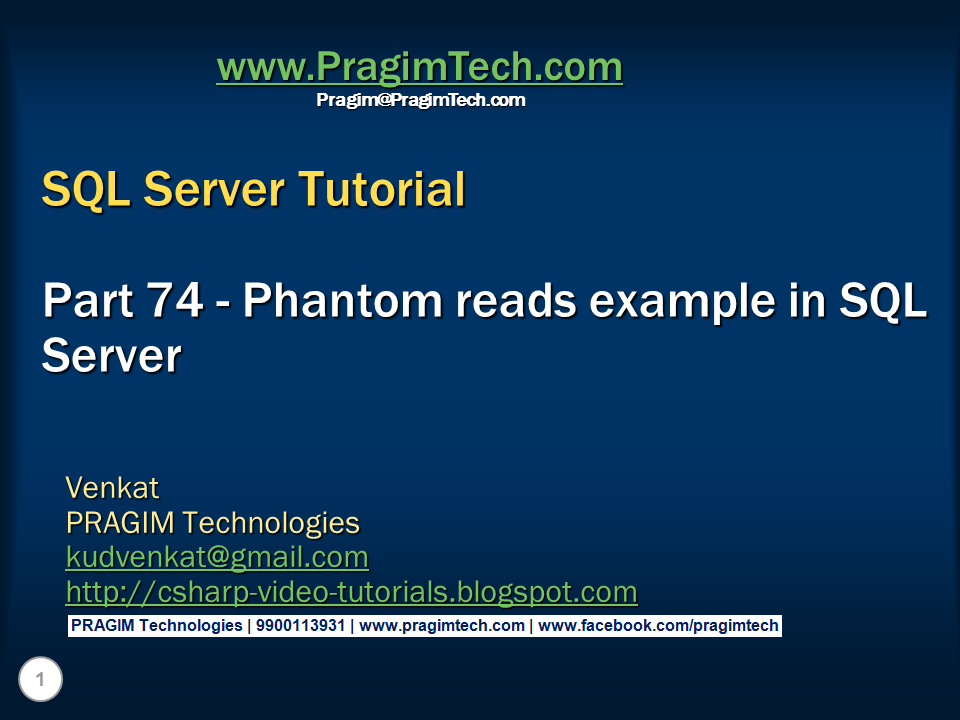 www.PragimTech.com
Pragim@PragimTech.com
SQL Server Tutorial
Part 74 - Phantom reads example in SQL
Server
Venkat
PRAGIM Technologies
kudvenkat@gmail.com
http://csharp-video-tutorials.blogspot.com
PRAGIM Technologies | 9900113931 | www.pragimtech.com | www.facebook.com/pragimtech
1